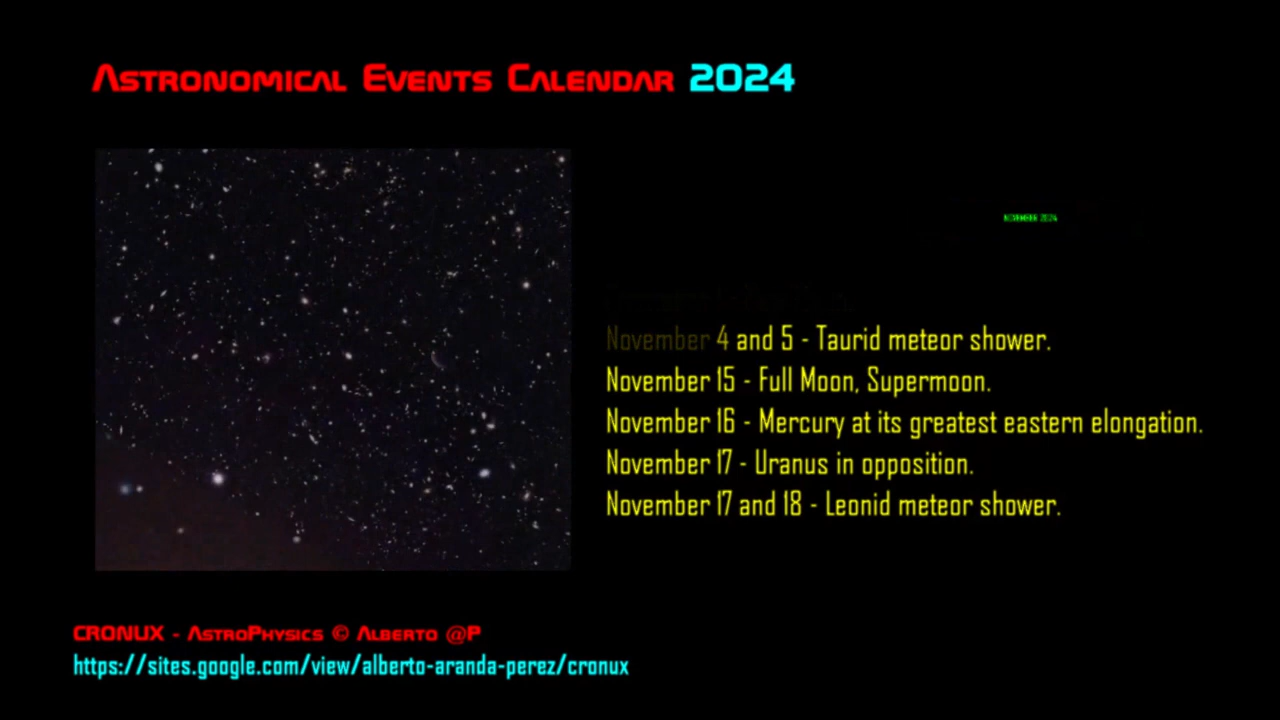 Astronomical Events Calendar 2024
November 2024
November 4 and 5 - Taurid meteor shower.
November 15 - Full Moon, Supermoon.
November 16 - Mercury at its greatest eastern elongation.
November 17 - Uranus in opposition.
November 17 and 18 - Leonid meteor shower.
CRONUX - AstroPhysics © Alberto @P
https://sites.google.com/view/alberto-aranda-perez/cronux